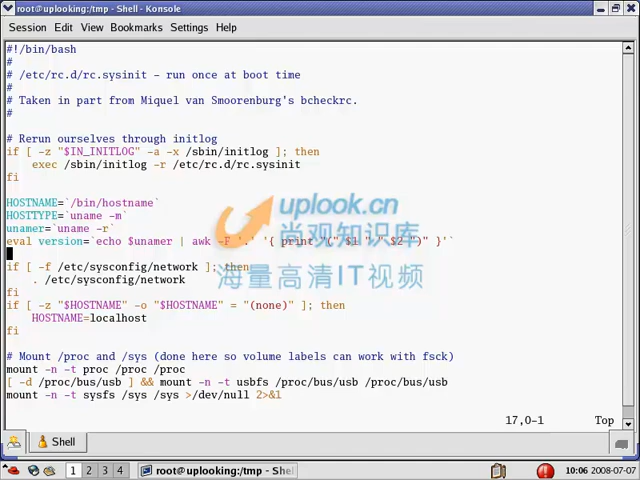 root@uplooking:/tmp - Shell - Konsole
Session Edit View Bookmarks Settings Help
#!/bin/bash
#
# /etc/rc.d/rc.sysinit - run once at boot time
#
# Taken in part from Miquel van Smoorenburg's bcheckrc.
#
# Rerun ourselves through initlog
if [ -z "$IN_INITLOG" -a -x /sbin/initlog ]; then
    exec /sbin/initlog -r /etc/rc.d/rc.sysinit
fi
HOSTNAME=`/bin/hostname`
HOSTTYPE=`uname -m`
unamer=`uname -r`
eval version=`echo $unamer | awk -F '.' '{ print "(" $1 " " $2 ")" }'`
if [ -f /etc/sysconfig/network ]; then
    . /etc/sysconfig/network
fi
if [ -z "$HOSTNAME" -o "$HOSTNAME" = "(none)" ]; then
    HOSTNAME=localhost
fi
# Mount /proc and /sys (done here so volume labels can work with fsck)
mount -n -t proc /proc /proc
[ -d /proc/bus/usb ] && mount -n -t usbfs /proc/bus/usb /proc/bus/usb
mount -n -t sysfs /sys /sys >/dev/null 2>&1
17,0-1 Top
uplook.cn
尚观知识库
海量高清IT视频
Shell
1 2 3 4 root@uplooking:/tmp - Shel 10:06 2008-07-07